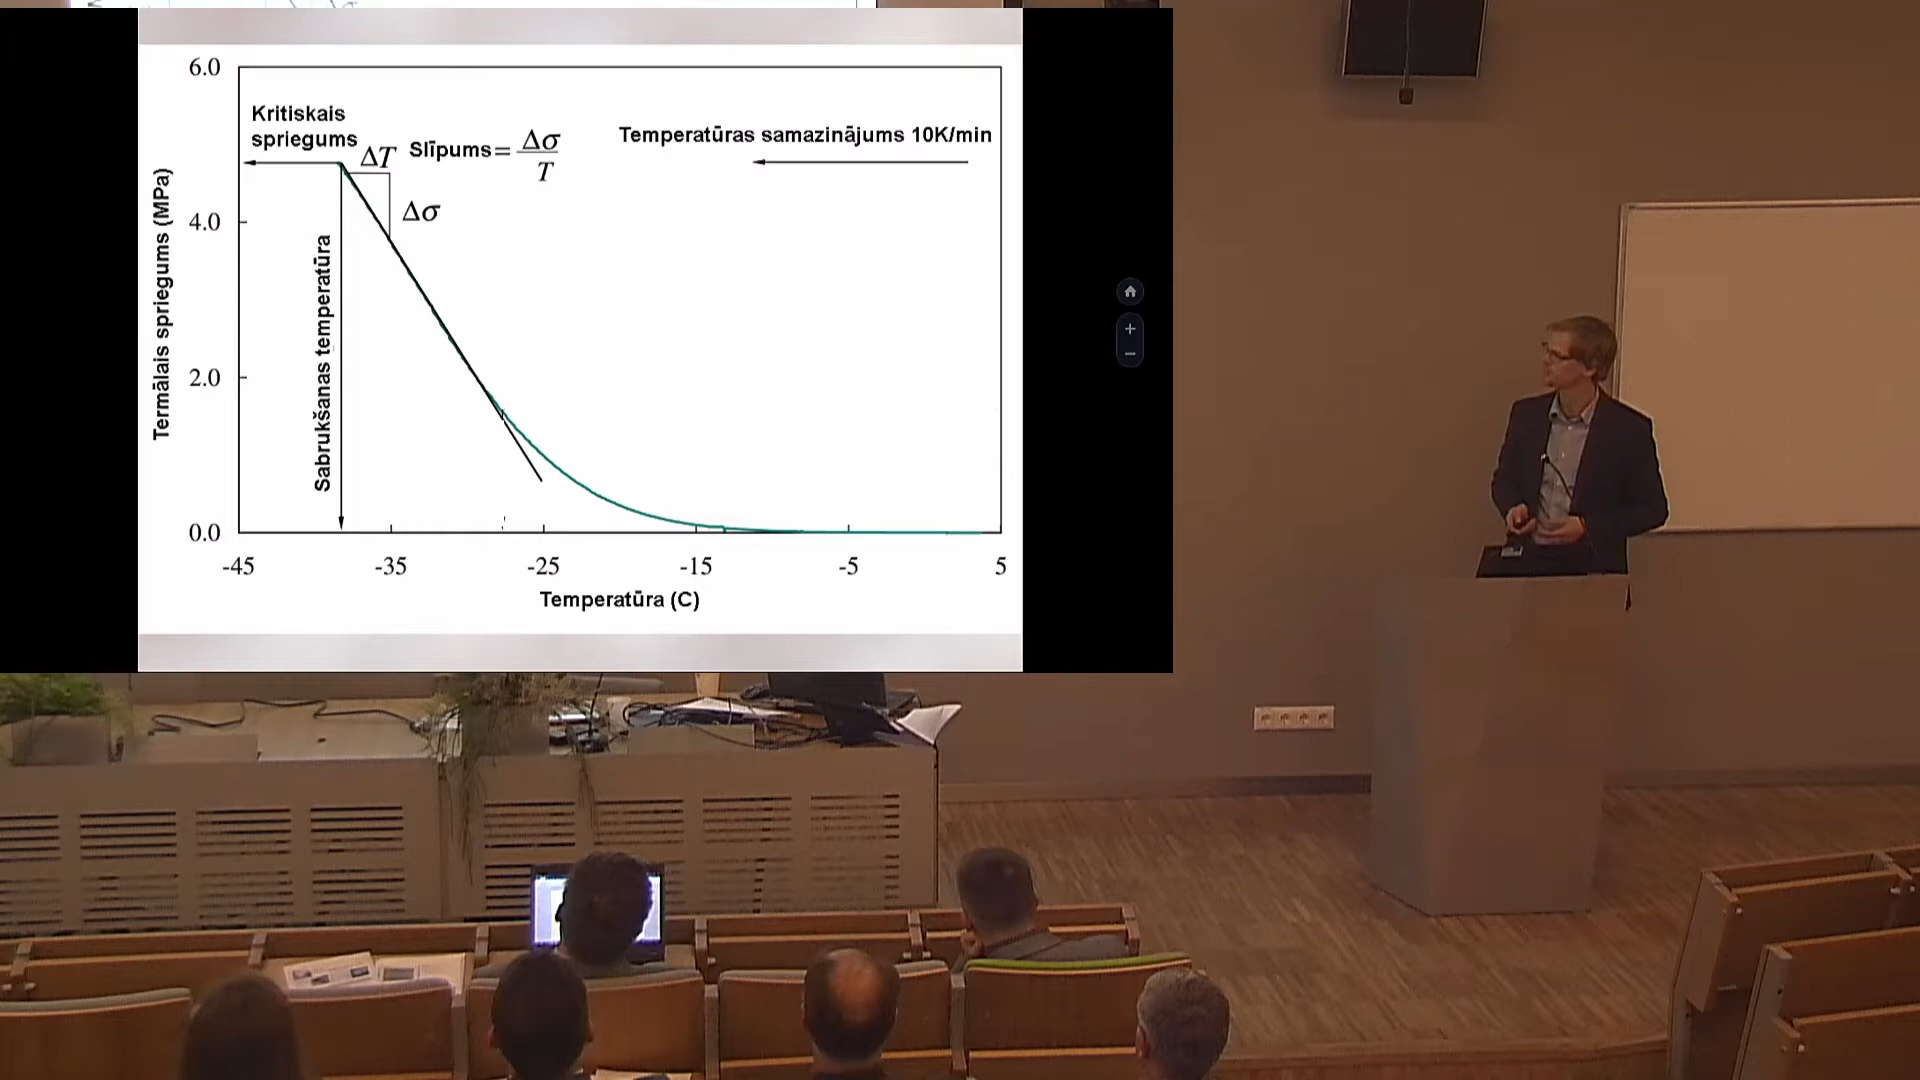 6.0
Kritiskais
spriegums
ΔT
Slīpums= Δσ
T
Temperatūras samazinājums 10K/min
Δσ
Termālais spriegums (MPa)
4.0
Sabrukšanas temperatūra
2.0
0.0
-45 -35 -25 -15 -5 5
Temperatūra (C)